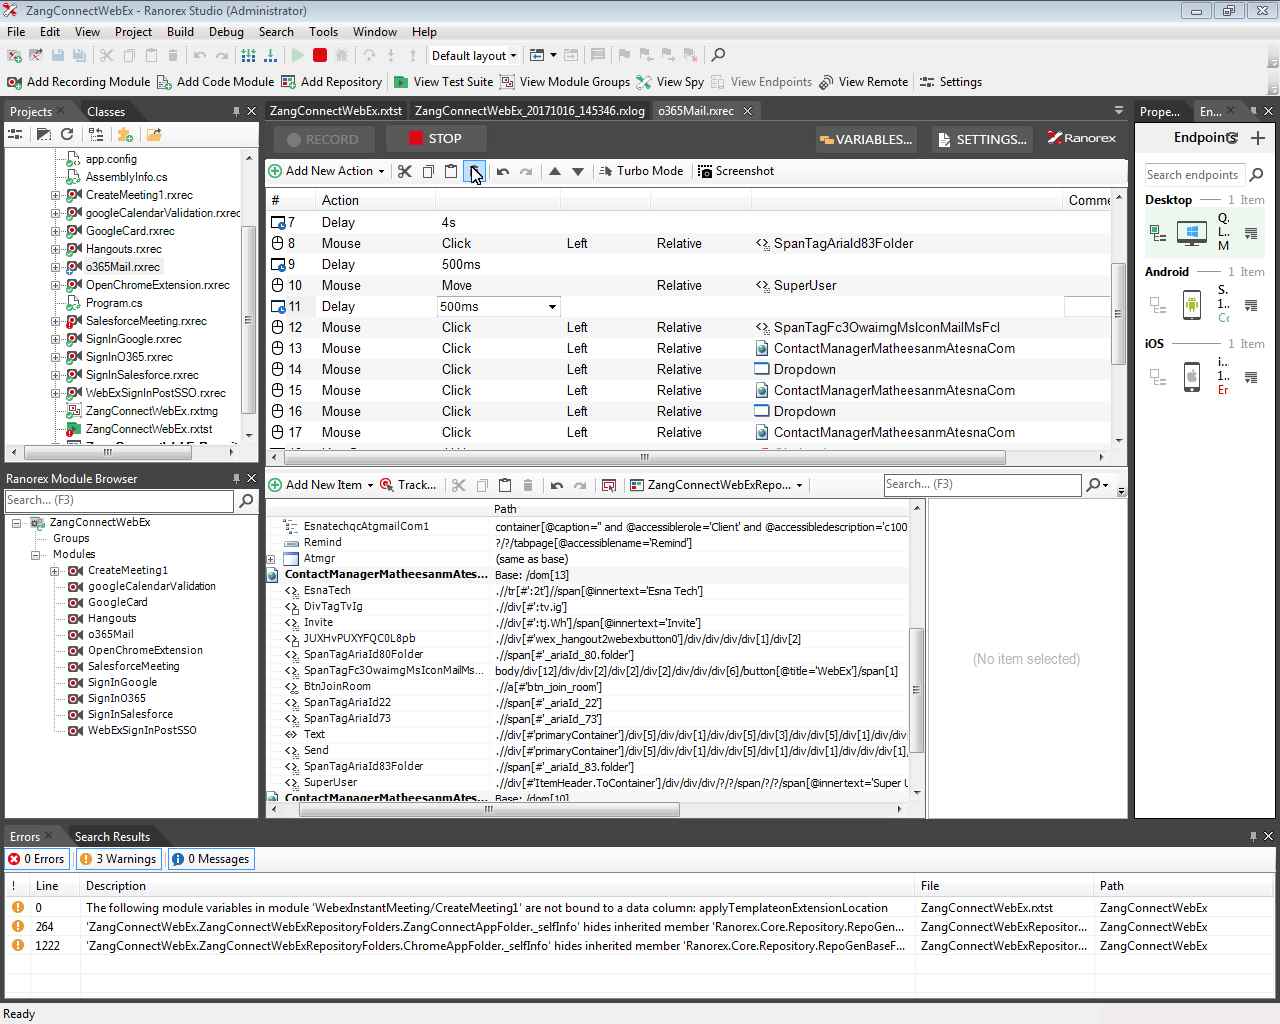 ZangConnectWebEx - Ranorex Studio (Administrator)
File Edit View Project Build Debug Search Tools Window Help
Default layout
Add Recording Module Add Code Module Add Repository View Test Suite View Module Groups View Spy View Endpoints View Remote Settings
Projects Classes
ZangConnectWebEx.rxtst ZangConnectWebEx_20171016_145346.rxlog o365Mail.rxrec
Prope... En...
RECORD STOP VARIABLES... SETTINGS... Ranorex
Add New Action Turbo Mode Screenshot
# Action Comme
7 Delay 4s
8 Mouse Click Left Relative SpanTagAriaId83Folder
9 Delay 500ms
10 Mouse Move Relative SuperUser
11 Delay 500ms
12 Mouse Click Left Relative SpanTagFc3OwaimgMsIconMailMsFcl
13 Mouse Click Left Relative ContactManagerMatheesanmAtesnaCom
14 Mouse Click Left Relative Dropdown
15 Mouse Click Left Relative ContactManagerMatheesanmAtesnaCom
16 Mouse Click Left Relative Dropdown
17 Mouse Click Left Relative ContactManagerMatheesanmAtesnaCom
app.config
AssemblyInfo.cs
CreateMeeting1.rxrec
googleCalendarValidation.rxrec
GoogleCard.rxrec
Hangouts.rxrec
o365Mail.rxrec
OpenChromeExtension.rxrec
Program.cs
SalesforceMeeting.rxrec
SignInGoogle.rxrec
SignInO365.rxrec
SignInSalesforce.rxrec
WebExSignInPostSSO.rxrec
ZangConnectWebEx.rxtmg
ZangConnectWebEx.rxtst
Endpoints
Search endpoints
Desktop 1 Item
Q.
L...
M
Android 1 Item
S.
1...
Cc
iOS 1 Item
i...
1...
Er
Ranorex Module Browser
Search... (F3)
ZangConnectWebEx
Groups
Modules
CreateMeeting1
googleCalendarValidation
GoogleCard
Hangouts
o365Mail
OpenChromeExtension
SalesforceMeeting
SignInGoogle
SignInO365
SignInSalesforce
WebExSignInPostSSO
Add New Item Track... ZangConnectWebExRepo... Search... (F3)
Path
EsnatechqcAtgmailCom1 container[@caption='' and @accessiblerole='Client' and @accessibledescription='c100
Remind ?/?/tabpage[@accessiblename='Remind']
Atmgr (same as base)
ContactManagerMatheesanmAtes... Base: /dom[13]
EsnaTech .//tr[#':2t']//span[@innertext='Esna Tech']
DivTagTvIg .//div[#':tv.ig']
Invite .//div[#':tj.Wh']/span[@innertext='Invite']
JUXHvPUXYFQC0L8pb .//div[#'wex_hangout2webexbutton0']/div/div/div/div[1]/div[2]
SpanTagAriaId80Folder .//span[#'_ariaId_80.folder']
SpanTagFc3OwaimgMsIconMailMs... body/div[12]/div/div[2]/div[2]/div[2]/div/div/div[6]/button[@title='WebEx']/span[1]
BtnJoinRoom .//a[#'btn_join_room']
SpanTagAriaId22 .//span[#'_ariaId_22']
SpanTagAriaId73 .//span[#'_ariaId_73']
Text .//div[#'primaryContainer']/div[5]/div/div[1]/div/div[5]/div[3]/div/div[5]/div[1]/div/div
Send .//div[#'primaryContainer']/div[5]/div/div[1]/div/div[5]/div[1]/div/div[1]/div/div/div[1],
SpanTagAriaId83Folder .//span[#'_ariaId_83.folder']
SuperUser .//div[#'ItemHeader.ToContainer']/div/div/div/?/?/span/?/?/span[@innertext='Super U
ContactManagerMatheesanmAtes... Base: /dom[10]
(No item selected)
Errors Search Results
0 Errors 3 Warnings 0 Messages
! Line Description File Path
0 The following module variables in module 'WebexInstantMeeting/CreateMeeting1' are not bound to a data column: applyTemplateonExtensionLocation ZangConnectWebEx.rxtst ZangConnectWebEx
264 'ZangConnectWebEx.ZangConnectWebExRepositoryFolders.ZangConnectAppFolder._selfInfo' hides inherited member 'Ranorex.Core.Repository.RepoGen... ZangConnectWebExRepositor... ZangConnectWebEx
1222 'ZangConnectWebEx.ZangConnectWebExRepositoryFolders.ChromeAppFolder._selfInfo' hides inherited member 'Ranorex.Core.Repository.RepoGenBaseF... ZangConnectWebExRepositor... ZangConnectWebEx
Ready